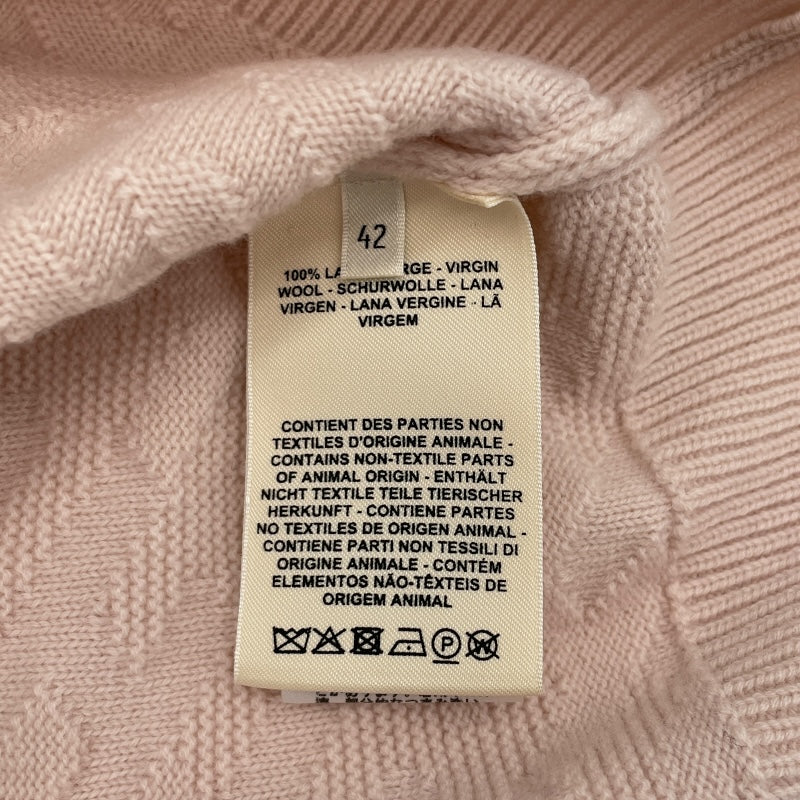 42
100% LA RGE - VIRGIN
WOOL - SCHURWOLLE - LANA
VIRGEN - LANA VERGINE - LÃ
VIRGEM
CONTIENT DES PARTIES NON
TEXTILES D'ORIGINE ANIMALE -
CONTAINS NON-TEXTILE PARTS
OF ANIMAL ORIGIN - ENTHÄLT
NICHT TEXTILE TEILE TIERISCHER
HERKUNFT - CONTIENE PARTES
NO TEXTILES DE ORIGEN ANIMAL -
CONTIENE PARTI NON TESSILI DI
ORIGINE ANIMALE - CONTÉM
ELEMENTOS NÃO-TÊXTEIS DE
ORIGEM ANIMAL
P W